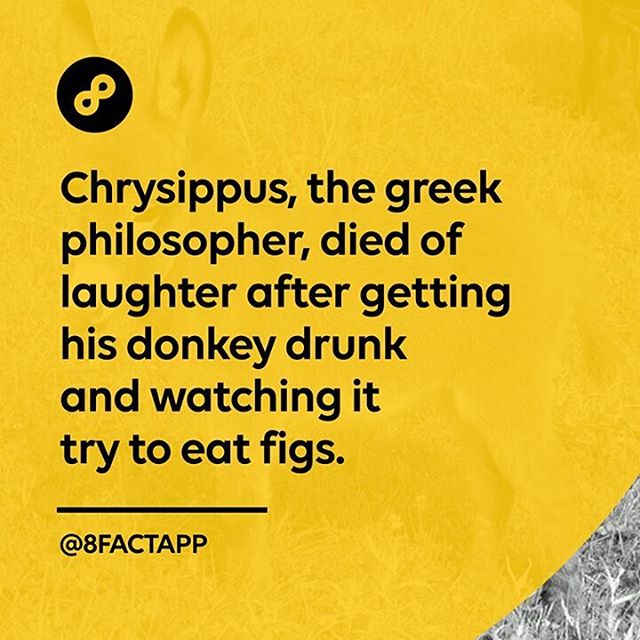 Chrysippus, the greek
philosopher, died of
laughter after getting
his donkey drunk
and watching it
try to eat figs.
@8FACTAPP